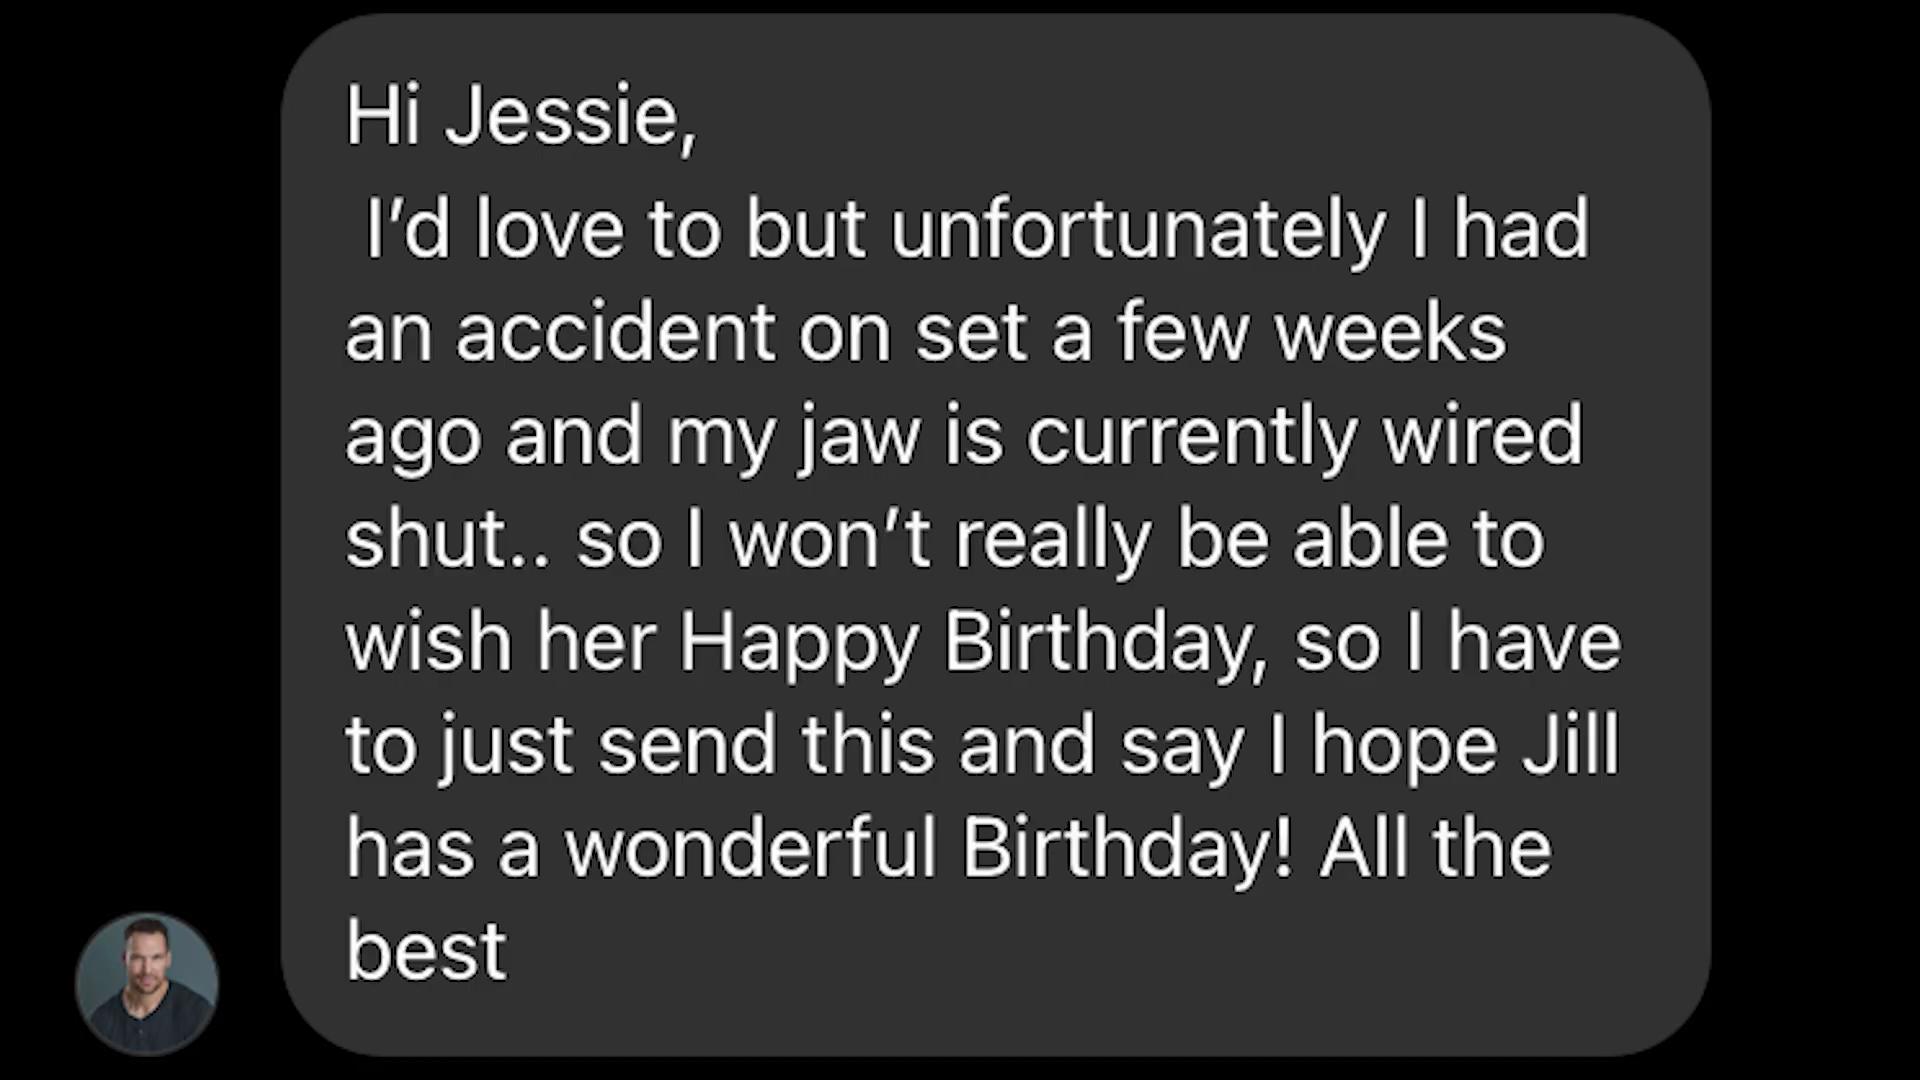 Hi Jessie,
I’d love to but unfortunately I had
an accident on set a few weeks
ago and my jaw is currently wired
shut.. so I won’t really be able to
wish her Happy Birthday, so I have
to just send this and say I hope Jill
has a wonderful Birthday! All the
best